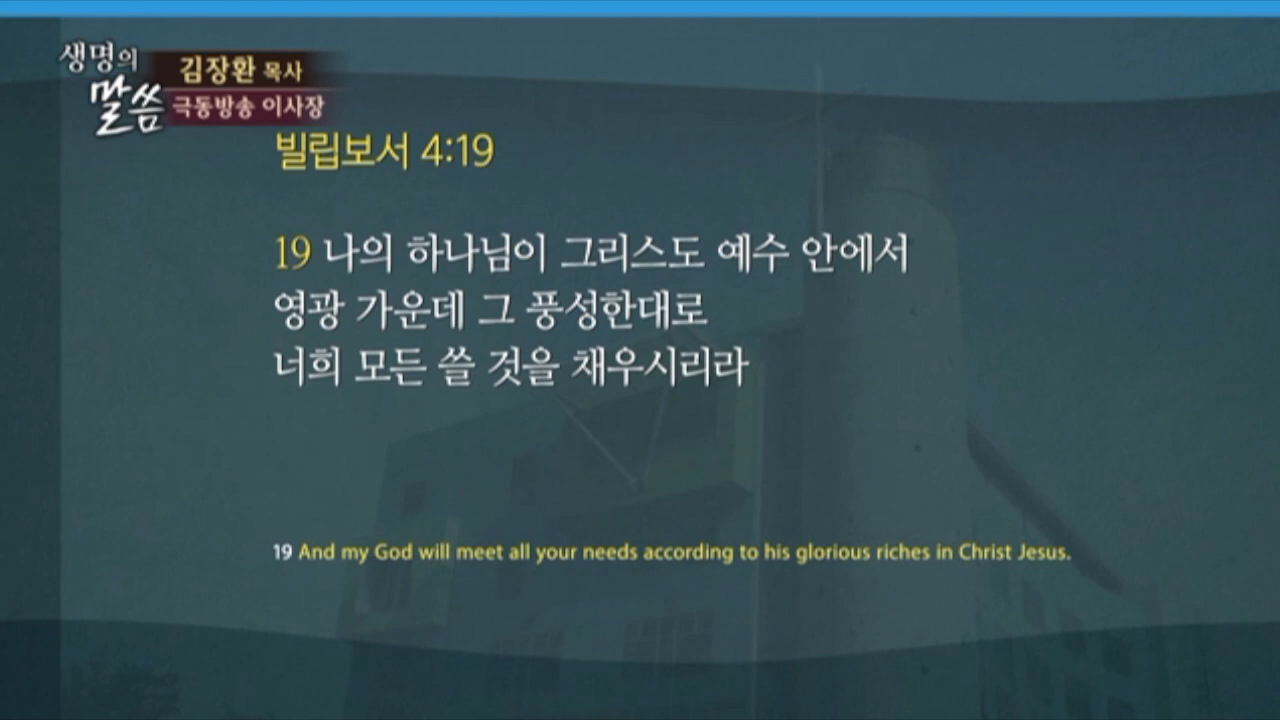 생명의
말씀
김장환 목사
극동방송 이사장
빌립보서 4:19
19 나의 하나님이 그리스도 예수 안에서
영광 가운데 그 풍성한대로
너희 모든 쓸 것을 채우시리라
19 And my God will meet all your needs according to his glorious riches in Christ Jesus.